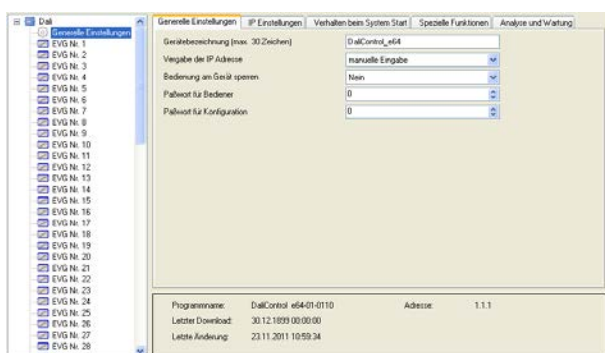 Dali
Generelle Einstellungen
EVG Nr. 1
EVG Nr. 2
EVG Nr. 3
EVG Nr. 4
EVG Nr. 5
EVG Nr. 6
EVG Nr. 7
EVG Nr. 8
EVG Nr. 9
EVG Nr. 10
EVG Nr. 11
EVG Nr. 12
EVG Nr. 13
EVG Nr. 14
EVG Nr. 15
EVG Nr. 16
EVG Nr. 17
EVG Nr. 18
EVG Nr. 19
EVG Nr. 20
EVG Nr. 21
EVG Nr. 22
EVG Nr. 23
EVG Nr. 24
EVG Nr. 25
EVG Nr. 26
EVG Nr. 27
EVG Nr. 28
Generelle Einstellungen IP Einstellungen Verhalten beim System Start Spezielle Funktionen Analyse und Wartung
Gerätebezeichnung (max. 30 Zeichen) DaliControl_e64
Vergabe der IP Adresse manuelle Eingabe
Bedienung am Gerät sperren Nein
Paßwort für Bediener 0
Paßwort für Konfiguration 0
Programmname: DaliControl e64-01-0110 Adresse: 1.1.1
Letzter Download: 30.12.1899 00:00:00
Letzte Änderung: 23.11.2011 10:59:34